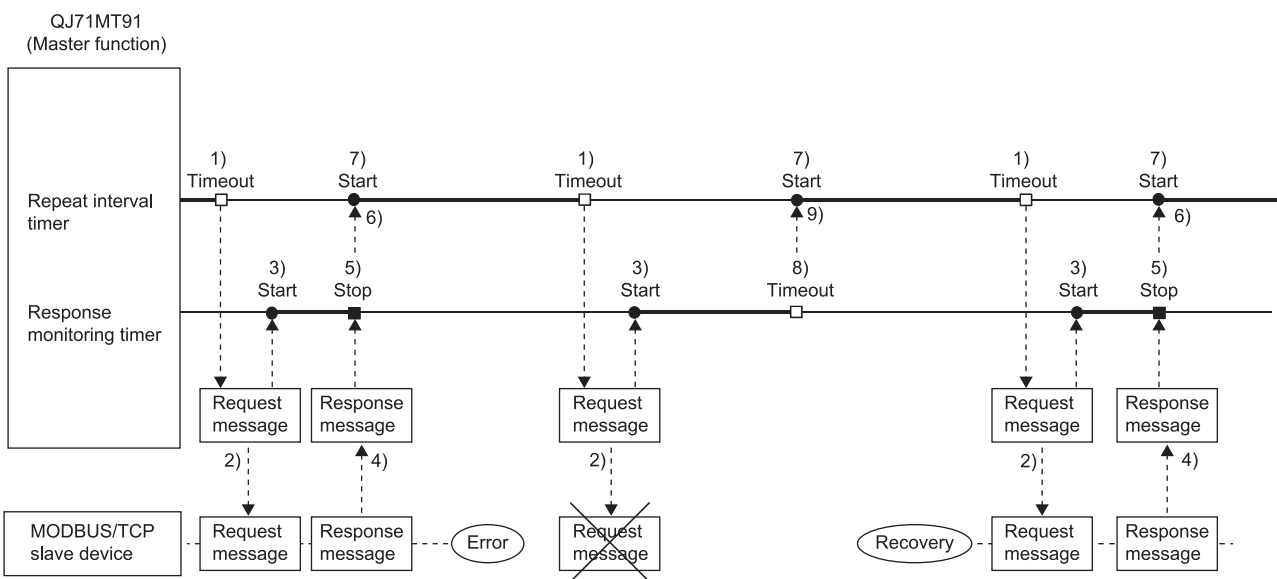 QJ71MT91
(Master function)
1)
Timeout
7)
Start
1)
Timeout
7)
Start
1)
Timeout
7)
Start
Repeat interval
timer
6)
9)
6)
3)
Start
5)
Stop
3)
Start
8)
Timeout
3)
Start
5)
Stop
Response
monitoring timer
Request
message
Response
message
Request
message
Request
message
Response
message
2)
4)
2)
2)
4)
MODBUS/TCP
slave device
Request
message
Response
message
Error
Request
message
Recovery
Request
message
Response
message